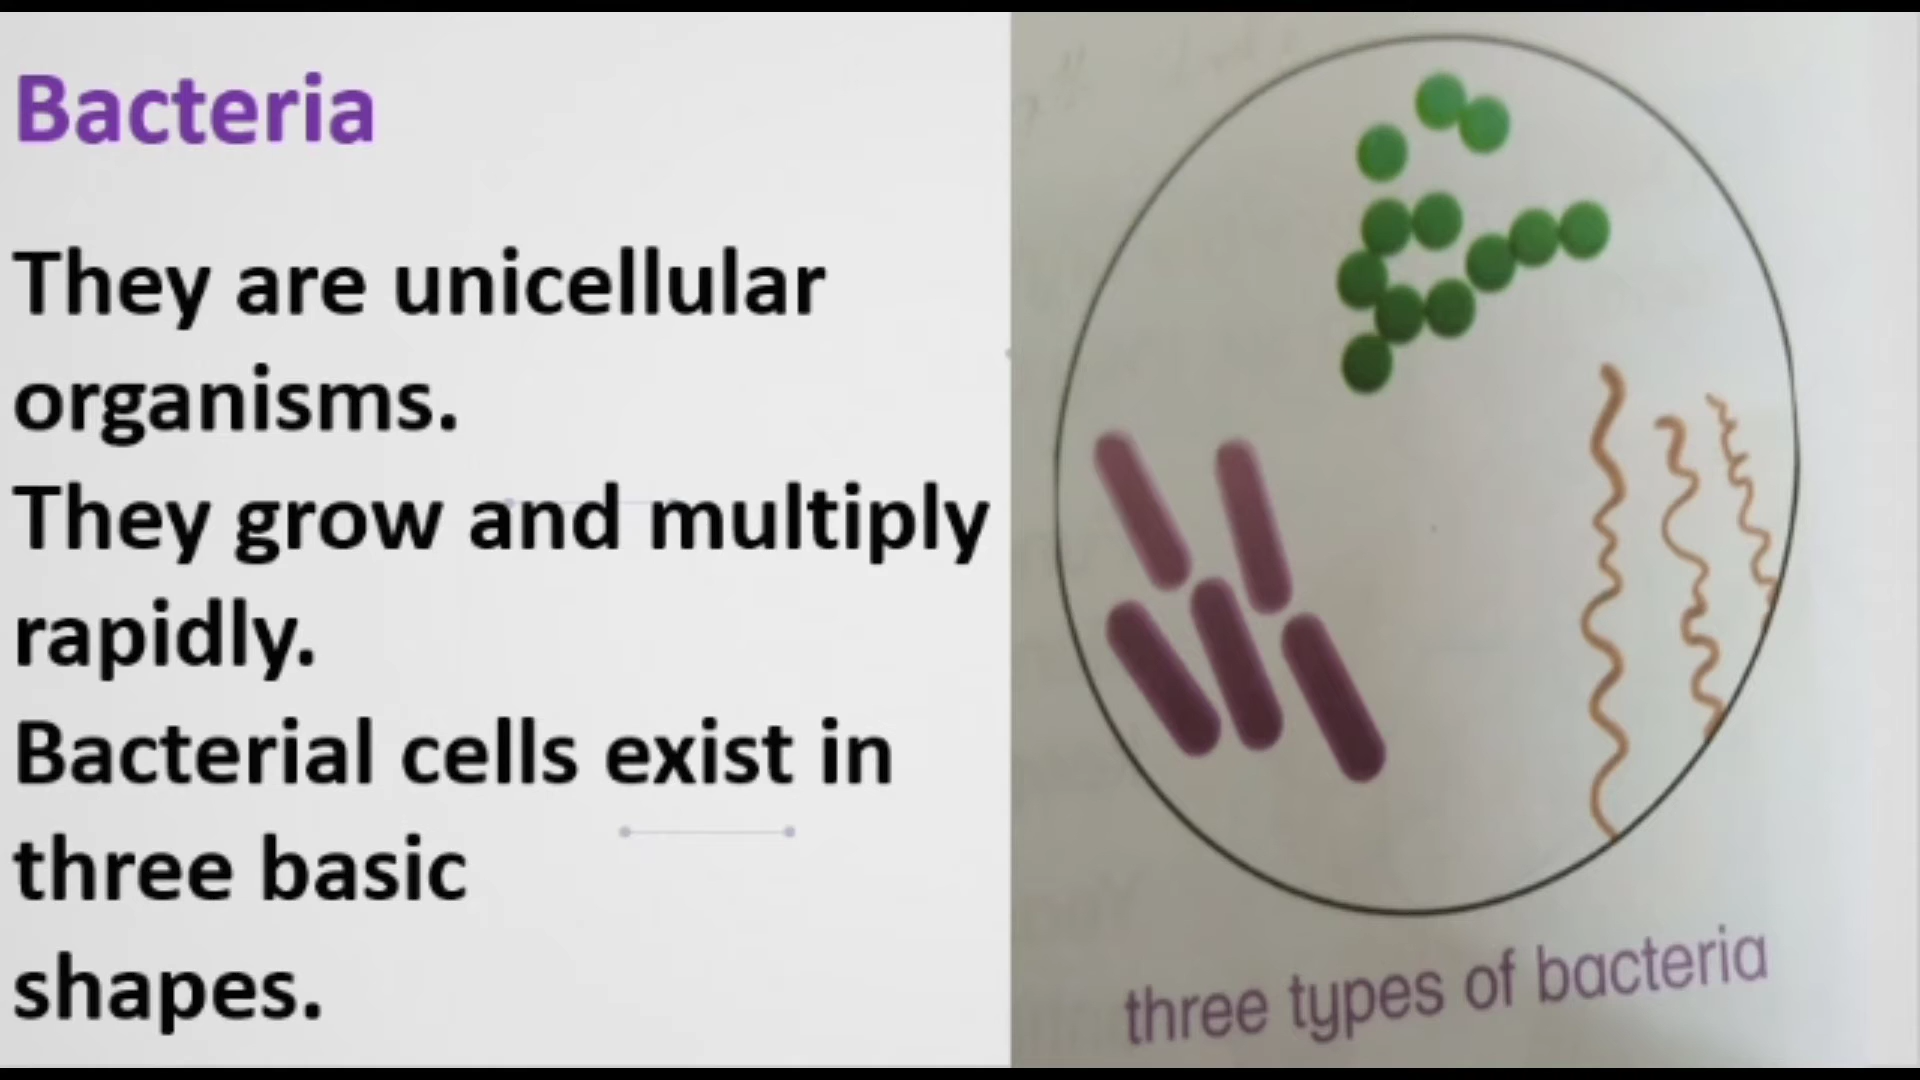 Bacteria
They are unicellular
organisms.
They grow and multiply
rapidly.
Bacterial cells exist in
three basic
shapes.
three types of bacteria